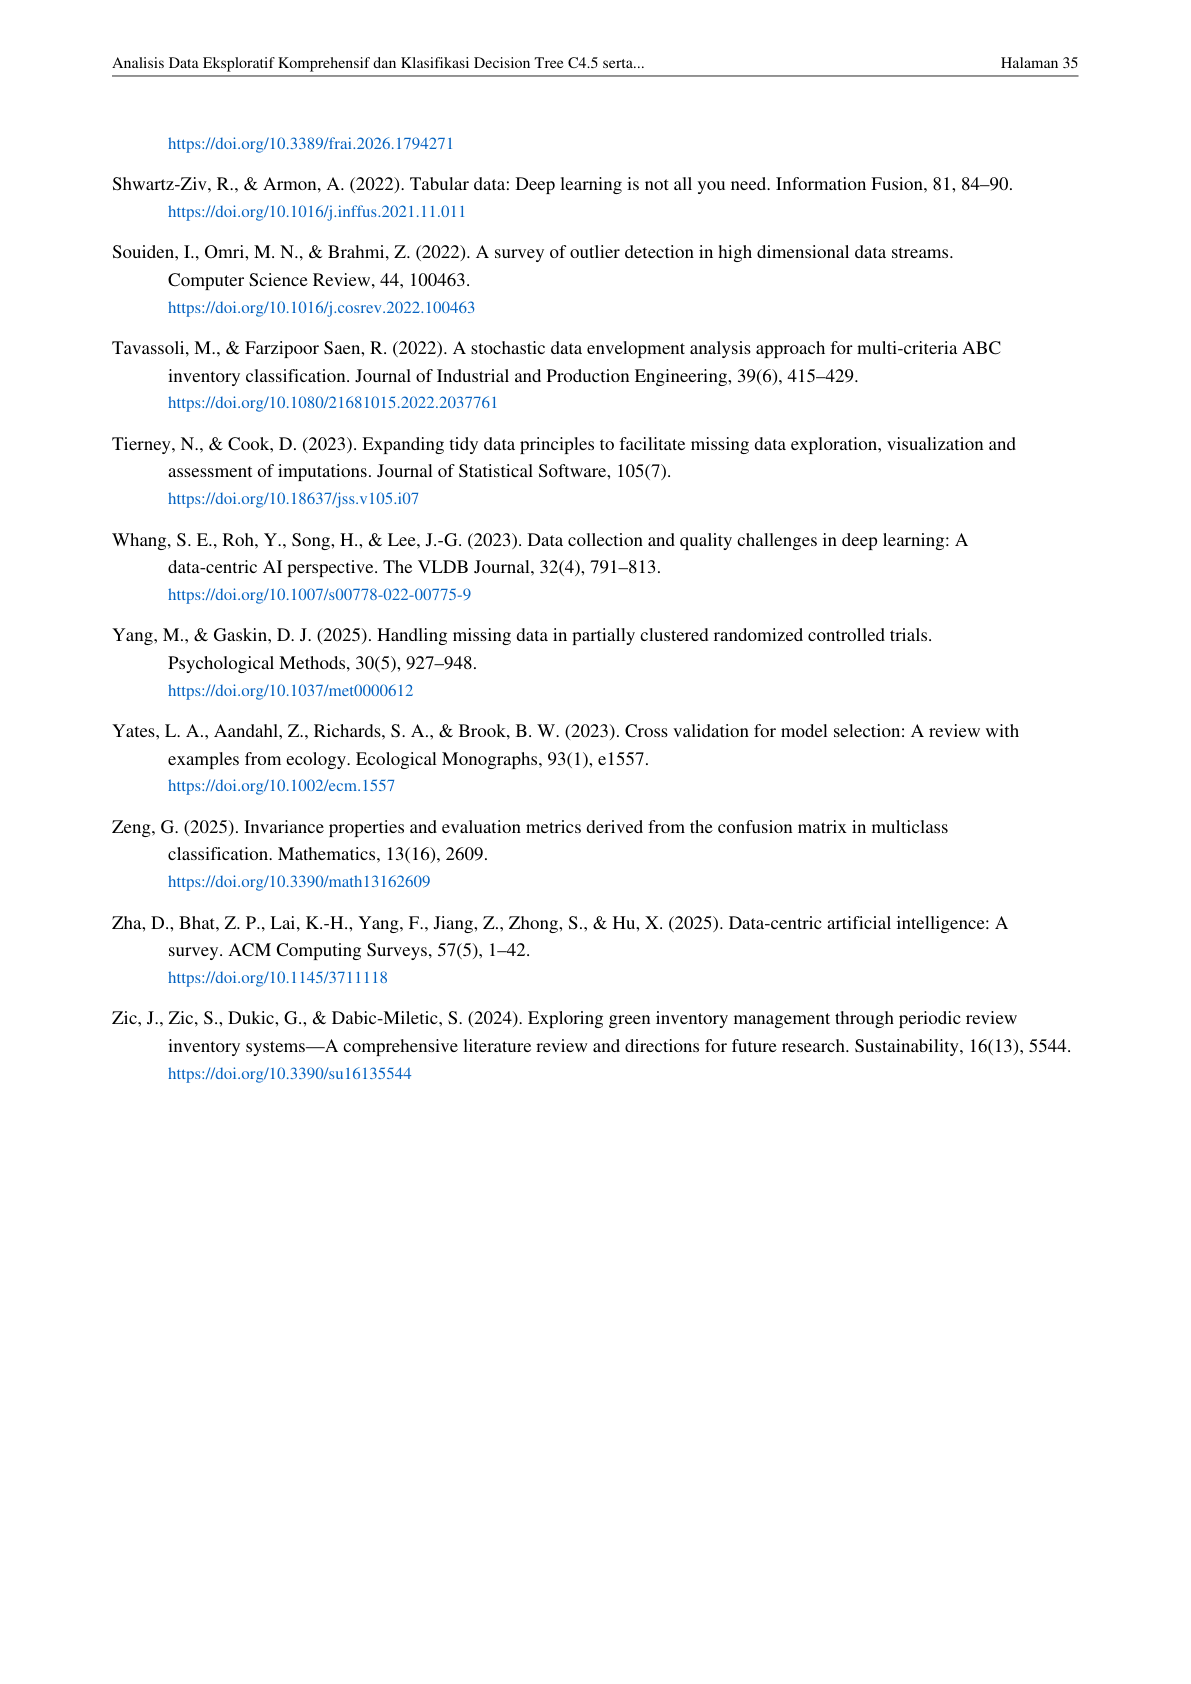 Analisis Data Eksploratif Komprehensif dan Klasifikasi Decision Tree C4.5 serta... Halaman 35
https://doi.org/10.3389/frai.2026.1794271
Shwartz-Ziv, R., & Armon, A. (2022). Tabular data: Deep learning is not all you need. Information Fusion, 81, 84–90.
https://doi.org/10.1016/j.inffus.2021.11.011
Souiden, I., Omri, M. N., & Brahmi, Z. (2022). A survey of outlier detection in high dimensional data streams.
Computer Science Review, 44, 100463.
https://doi.org/10.1016/j.cosrev.2022.100463
Tavassoli, M., & Farzipoor Saen, R. (2022). A stochastic data envelopment analysis approach for multi-criteria ABC
inventory classification. Journal of Industrial and Production Engineering, 39(6), 415–429.
https://doi.org/10.1080/21681015.2022.2037761
Tierney, N., & Cook, D. (2023). Expanding tidy data principles to facilitate missing data exploration, visualization and
assessment of imputations. Journal of Statistical Software, 105(7).
https://doi.org/10.18637/jss.v105.i07
Whang, S. E., Roh, Y., Song, H., & Lee, J.-G. (2023). Data collection and quality challenges in deep learning: A
data-centric AI perspective. The VLDB Journal, 32(4), 791–813.
https://doi.org/10.1007/s00778-022-00775-9
Yang, M., & Gaskin, D. J. (2025). Handling missing data in partially clustered randomized controlled trials.
Psychological Methods, 30(5), 927–948.
https://doi.org/10.1037/met0000612
Yates, L. A., Aandahl, Z., Richards, S. A., & Brook, B. W. (2023). Cross validation for model selection: A review with
examples from ecology. Ecological Monographs, 93(1), e1557.
https://doi.org/10.1002/ecm.1557
Zeng, G. (2025). Invariance properties and evaluation metrics derived from the confusion matrix in multiclass
classification. Mathematics, 13(16), 2609.
https://doi.org/10.3390/math13162609
Zha, D., Bhat, Z. P., Lai, K.-H., Yang, F., Jiang, Z., Zhong, S., & Hu, X. (2025). Data-centric artificial intelligence: A
survey. ACM Computing Surveys, 57(5), 1–42.
https://doi.org/10.1145/3711118
Zic, J., Zic, S., Dukic, G., & Dabic-Miletic, S. (2024). Exploring green inventory management through periodic review
inventory systems—A comprehensive literature review and directions for future research. Sustainability, 16(13), 5544.
https://doi.org/10.3390/su16135544